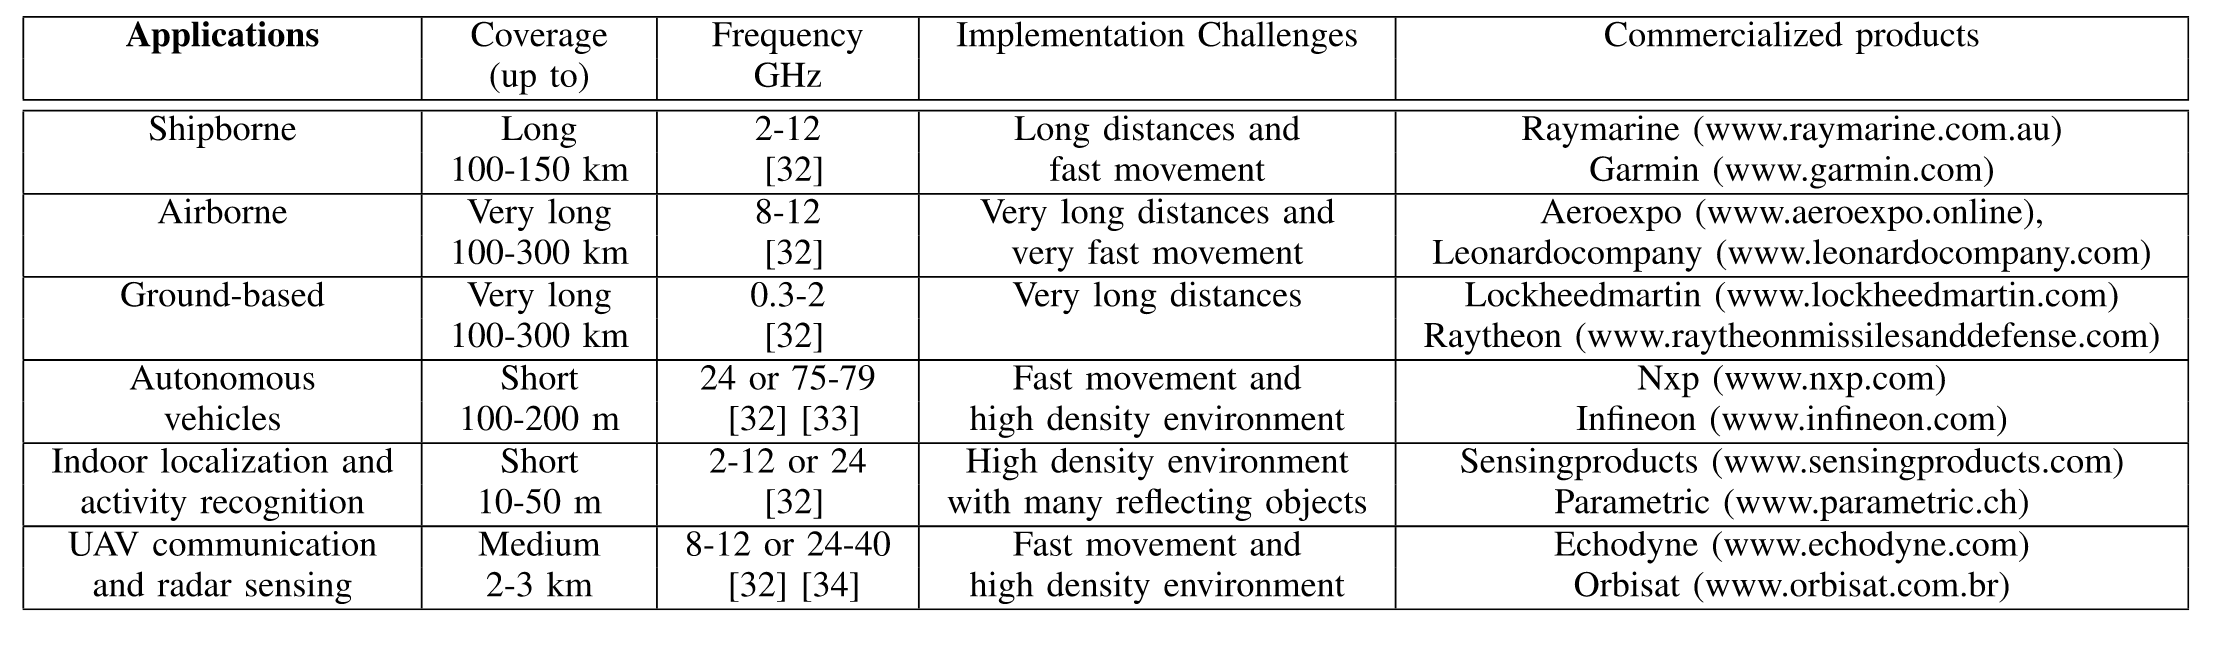 Applications Coverage Frequency Implementation Challenges Commercialized products
(up to) GHz
Shipborne Long 2-12 Long distances and Raymarine (www.raymarine.com.au)
100-150 km [32] fast movement Garmin (www.garmin.com)
Airborne Very long 8-12 Very long distances and Aeroexpo (www.aeroexpo.online),
100-300 km [32] very fast movement Leonardocompany (www.leonardocompany.com)
Ground-based Very long 0.3-2 Very long distances Lockheedmartin (www.lockheedmartin.com)
100-300 km [32] Raytheon (www.raytheonmissilesanddefense.com)
Autonomous Short 24 or 75-79 Fast movement and Nxp (www.nxp.com)
vehicles 100-200 m [32] [33] high density environment Infineon (www.infineon.com)
Indoor localization and Short 2-12 or 24 High density environment Sensingproducts (www.sensingproducts.com)
activity recognition 10-50 m [32] with many reflecting objects Parametric (www.parametric.ch)
UAV communication Medium 8-12 or 24-40 Fast movement and Echodyne (www.echodyne.com)
and radar sensing 2-3 km [32] [34] high density environment Orbisat (www.orbisat.com.br)